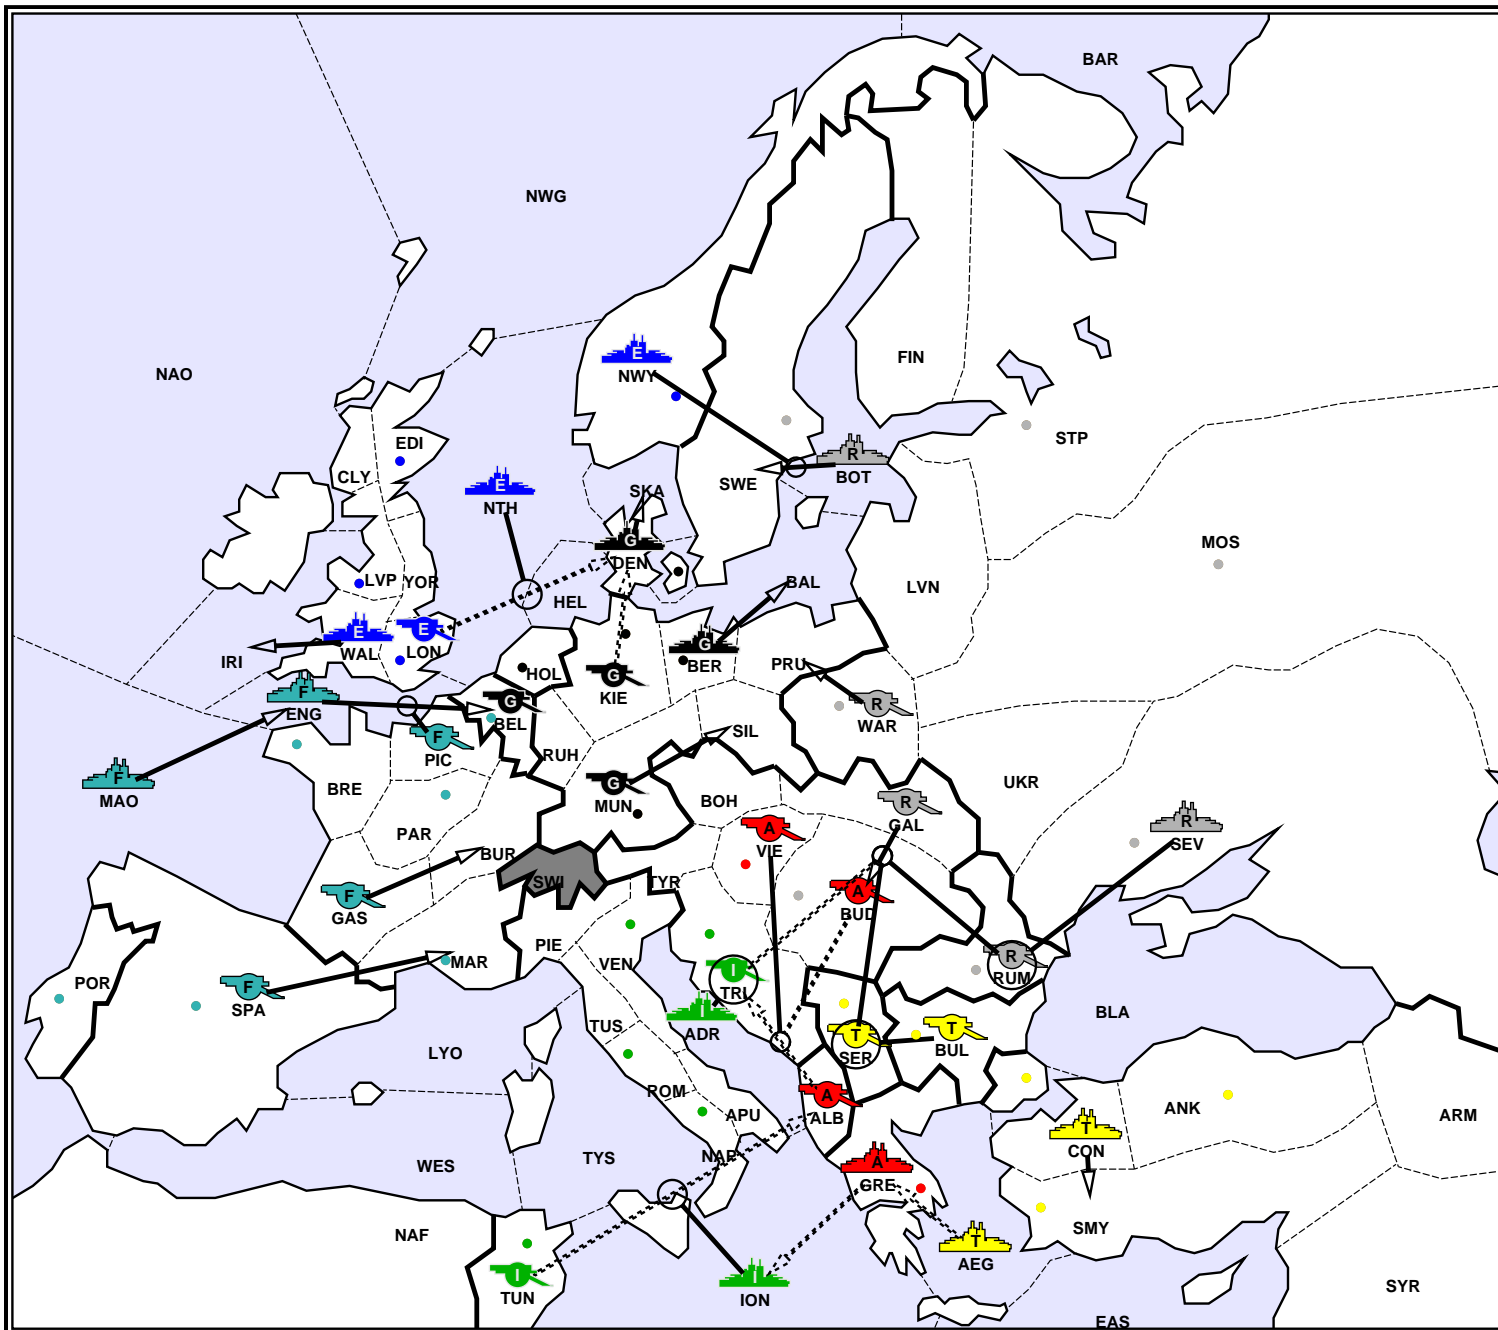 BAR
NWG
NAO
E
NWY
FIN
EDI
STP
CLY
E
NTH
SKA
SWE
R
BOT
G
DEN
MOS
LVP
YOR
HEL
BAL
LVN
E
WAL
E
LON
IRI
HOL
G
KIE
G
BER
PRU
F
ENG
G
BEL
R
WAR
F
PIC
RUH
SIL
UKR
F
MAO
BRE
G
MUN
BOH
R
GAL
R
SEV
PAR
A
VIE
BUR
SWI
TYR
A
BUD
F
GAS
PIE
VEN
R
RUM
MAR
POR
F
SPA
I
TRI
I
ADR
TUS
LYO
T
SER
T
BUL
BLA
ROM
APU
A
ALB
T
CON
ANK
ARM
WES
TYS
NAP
A
GRE
NAF
SMY
T
AEG
I
TUN
I
ION
SYR
EAS